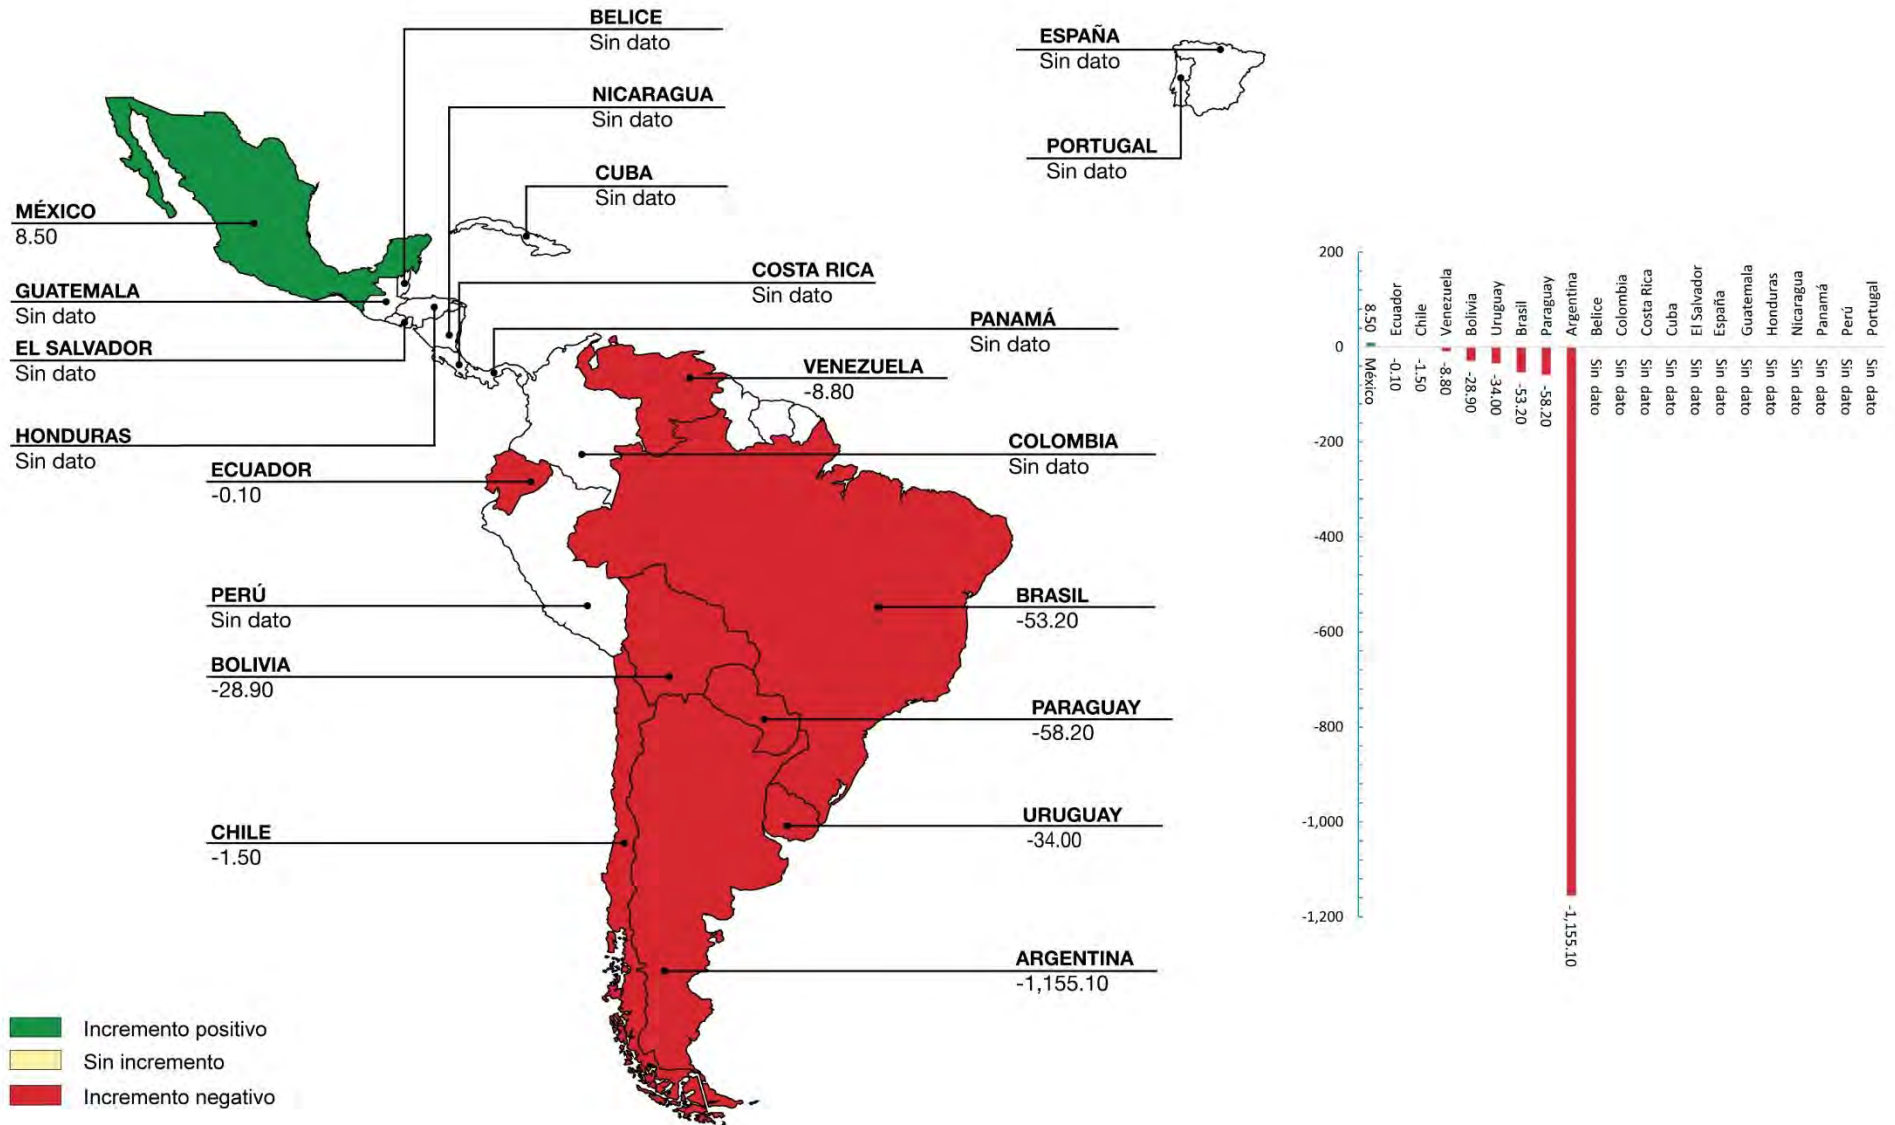 BELICE
Sin dato
NICARAGUA
Sin dato
CUBA
Sin dato
ESPAÑA
Sin dato
PORTUGAL
Sin dato
MÉXICO
8.50
GUATEMALA
Sin dato
EL SALVADOR
Sin dato
HONDURAS
Sin dato
COSTA RICA
Sin dato
PANAMÁ
Sin dato
VENEZUELA
-8.80
COLOMBIA
Sin dato
ECUADOR
-0.10
PERÚ
Sin dato
BRASIL
-53.20
BOLIVIA
-28.90
PARAGUAY
-58.20
URUGUAY
-34.00
CHILE
-1.50
ARGENTINA
-1,155.10
Incremento positivo
Sin incremento
Incremento negativo
200
0
-200
-400
-600
-800
-1,000
-1,200
8.50
México
Ecuador
-0.10
Chile
-1.50
Venezuela
-8.80
Bolivia
-28.90
Uruguay
-34.00
Brasil
-53.20
Paraguay
-58.20
Argentina
-1,155.10
Belice
Sin dato
Colombia
Sin dato
Costa Rica
Sin dato
Cuba
Sin dato
El Salvador
Sin dato
España
Sin dato
Guatemala
Sin dato
Honduras
Sin dato
Nicaragua
Sin dato
Panamá
Sin dato
Perú
Sin dato
Portugal
Sin dato